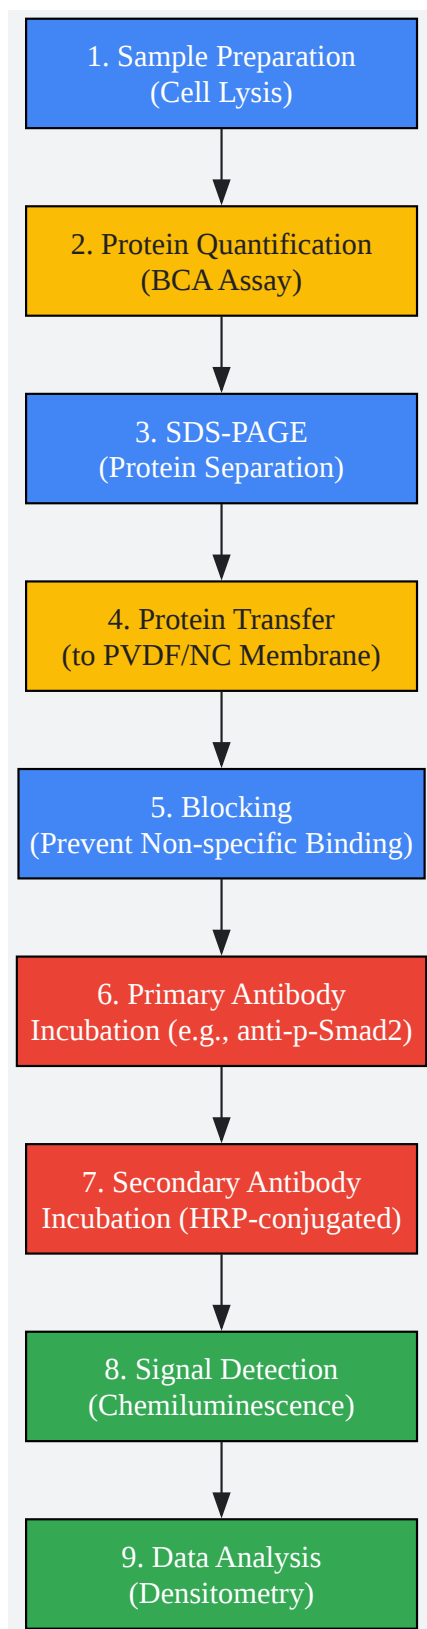 1. Sample Preparation
(Cell Lysis)
2. Protein Quantification
(BCA Assay)
3. SDS-PAGE
(Protein Separation)
4. Protein Transfer
(to PVDF/NC Membrane)
5. Blocking
(Prevent Non-specific Binding)
6. Primary Antibody
Incubation (e.g., anti-p-Smad2)
7. Secondary Antibody
Incubation (HRP-conjugated)
8. Signal Detection
(Chemiluminescence)
9. Data Analysis
(Densitometry)